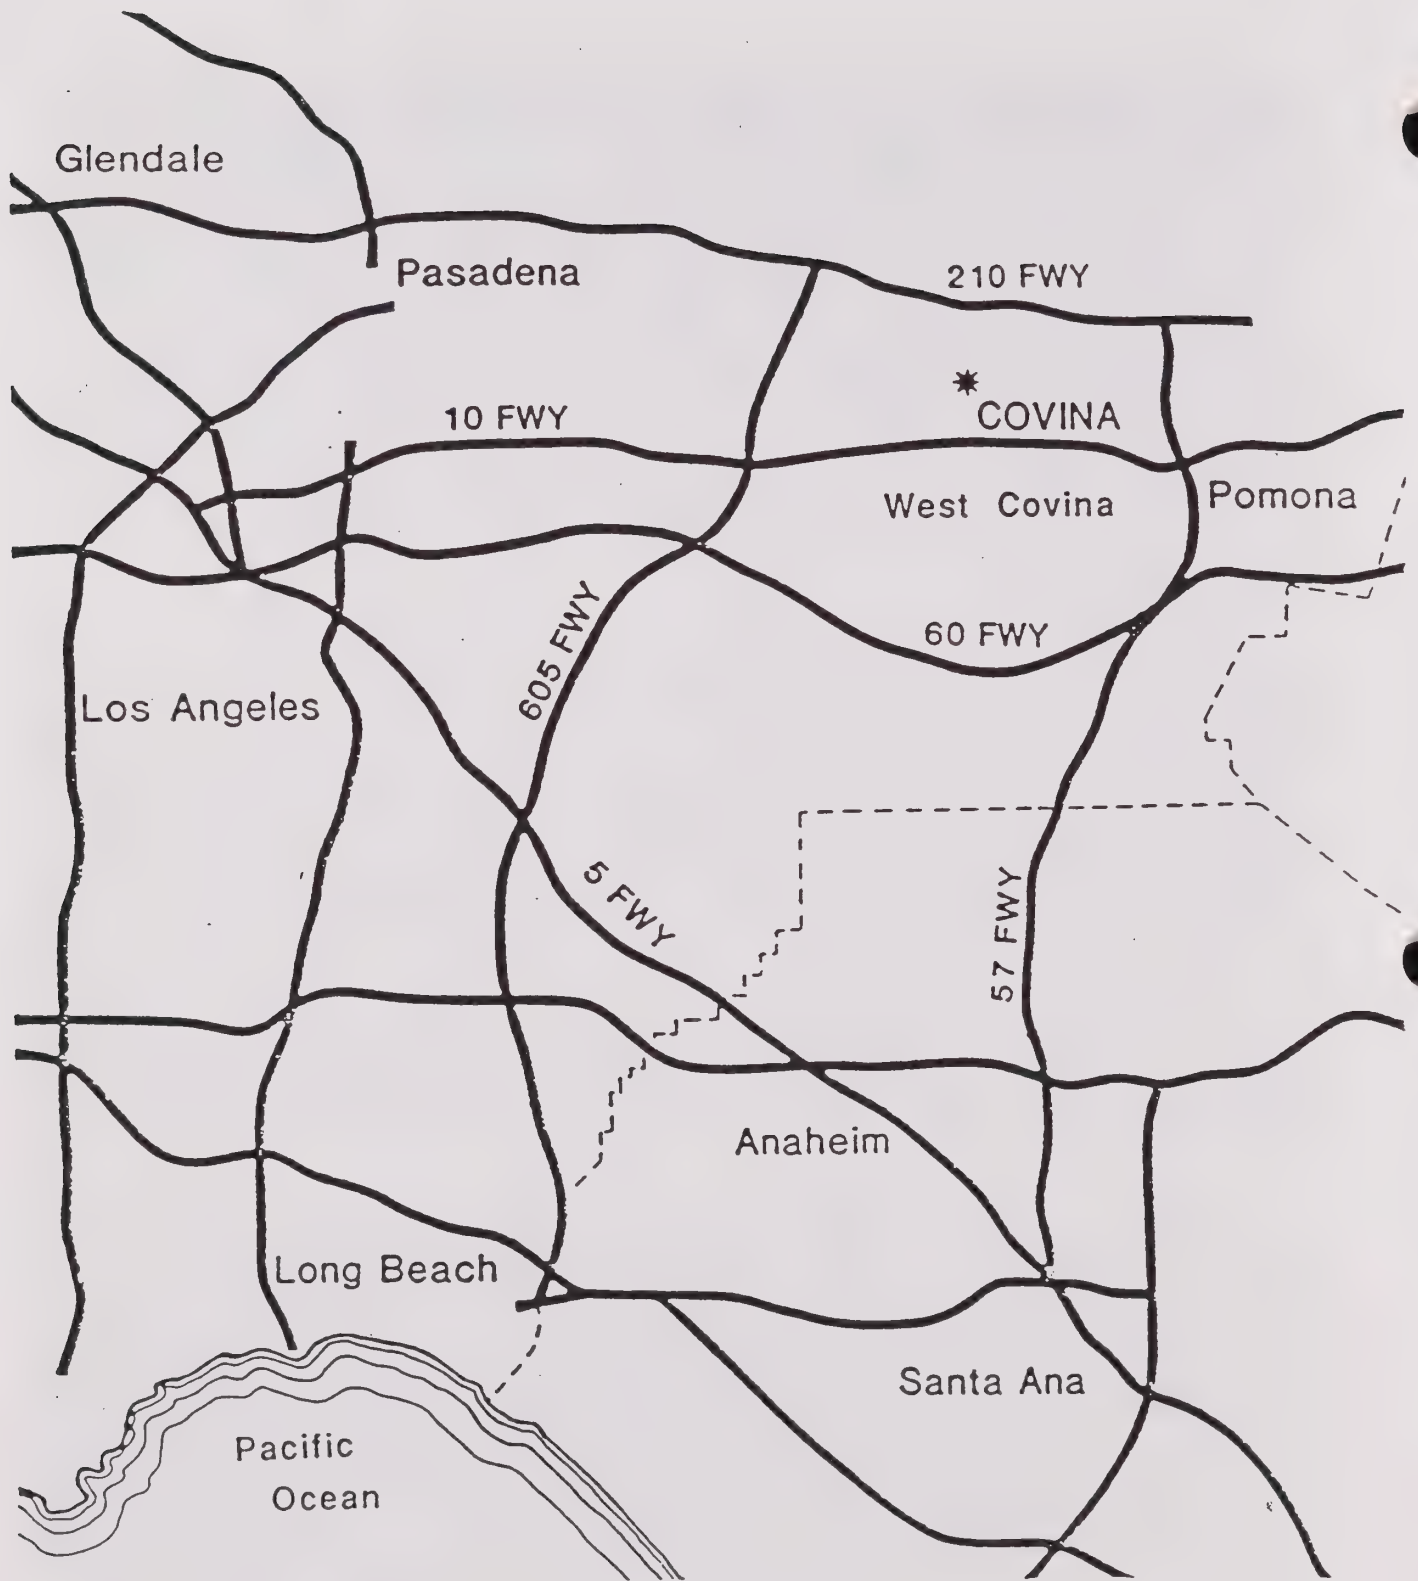 Glendale
Pasadena
210 FWY
COVINA
10 FWY
West Covina
Pomona
605 FWY
60 FWY
Los Angeles
5 FWY
57 FWY
Anaheim
Long Beach
Santa Ana
Pacific
Ocean